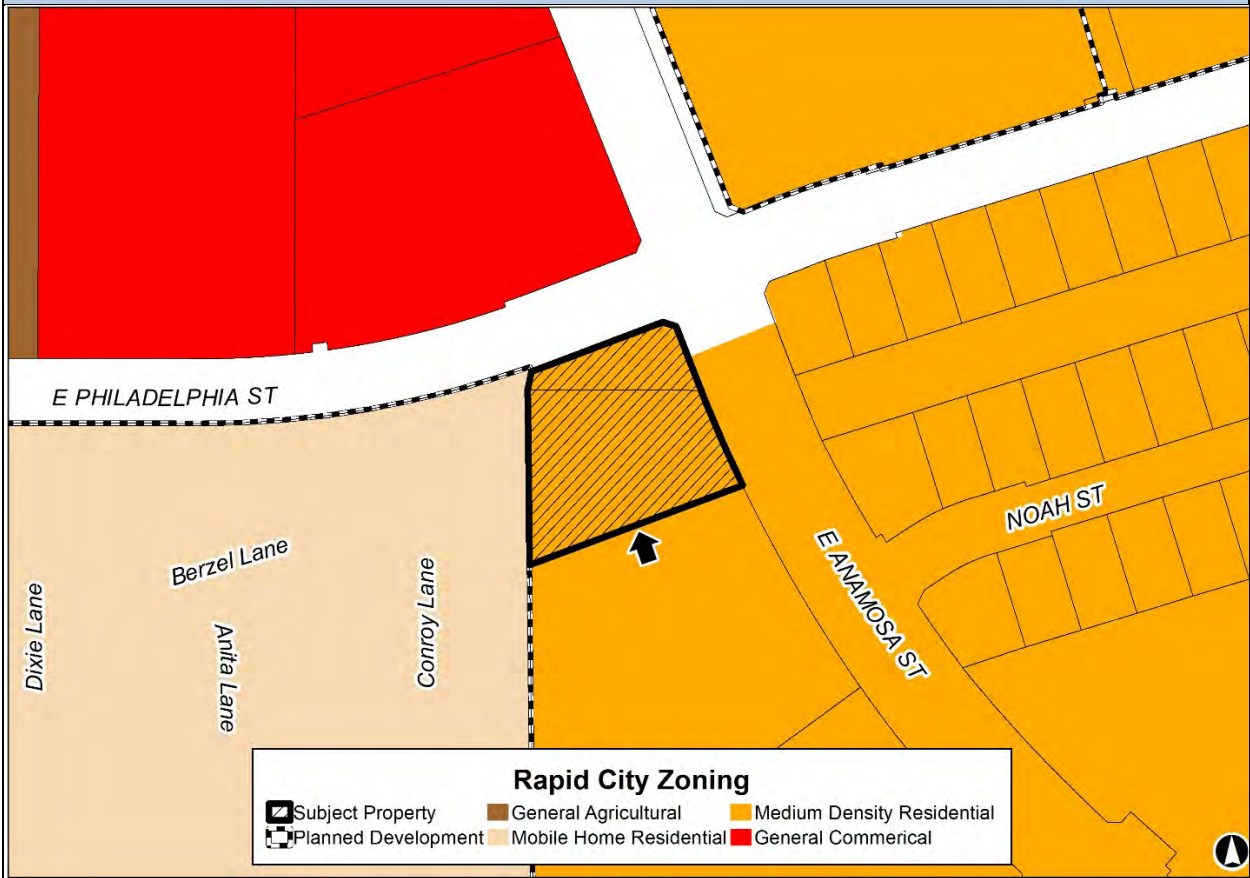 E PHILADELPHIA ST
NOAH ST
E ANAMOSA ST
Berzel Lane
Dixie Lane
Anita Lane
Conroy Lane
Rapid City Zoning
Subject Property General Agricultural Medium Density Residential
Planned Development Mobile Home Residential General Commerical